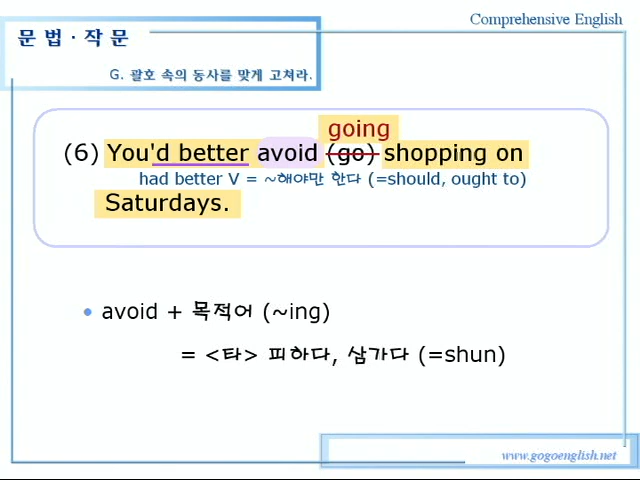 Comprehensive English
문 법 · 작 문
G. 괄호 속의 동사를 맞게 고쳐라.
going
(6) You'd better avoid (go) shopping on
had better V = ~해야만 한다 (=should, ought to)
Saturdays.
• avoid + 목적어 (~ing)
= <타> 피하다, 삼가다 (=shun)
www.gogoenglish.net